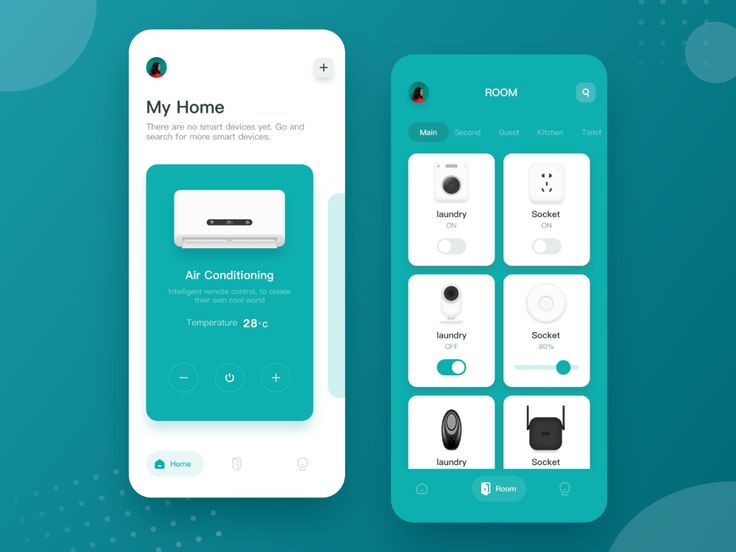 My Home
There are no smart devices yet. Go and
search for more smart devices.
Air Conditioning
Intelligent remote control, to create
their own cool world
Temperature 28°C
Home
ROOM
Main Second Guest Kitchen Toilet
laundry
ON
Socket
ON
laundry
OFF
Socket
80%
laundry
Socket
Room